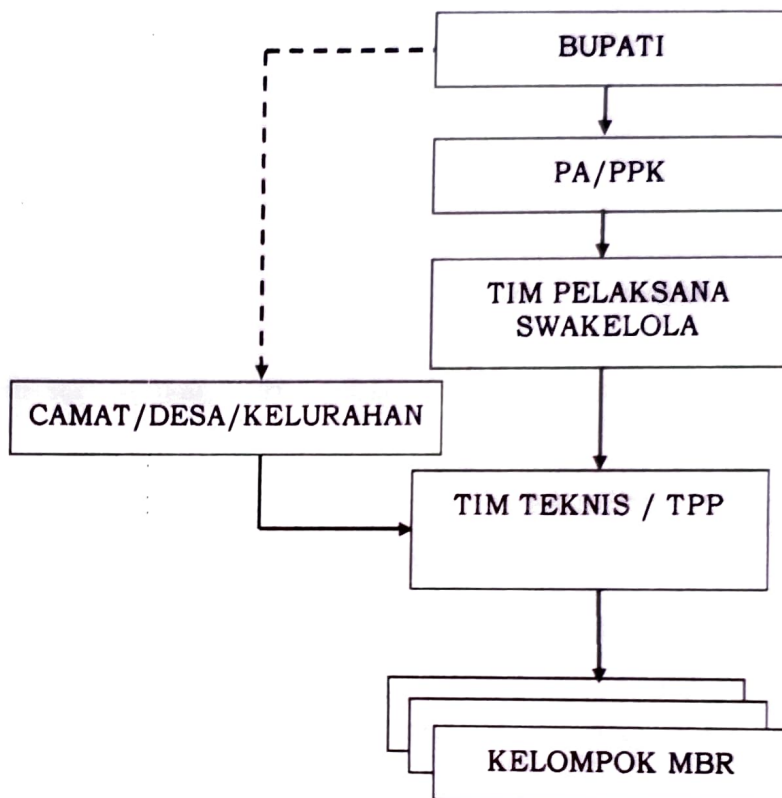 BUPATI
PA/PPK
TIM PELAKSANA
SWAKELOLA
CAMAT/DESA/KELURAHAN
TIM TEKNIS / TPP
KELOMPOK MBR